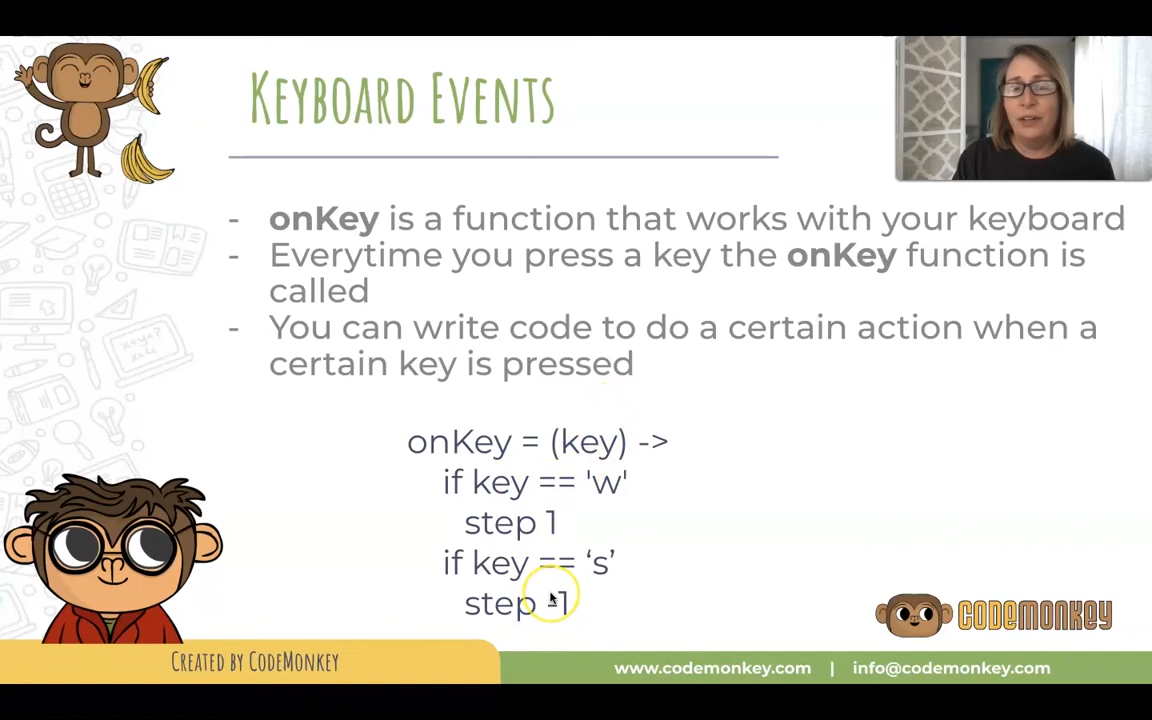 KEYBOARD EVENTS
- onKey is a function that works with your keyboard
- Everytime you press a key the onKey function is
called
- You can write code to do a certain action when a
certain key is pressed
onKey = (key) ->
if key == 'w'
step 1
if key == ‘s’
step -1
CODEMONKEY
CREATED BY CODEMONKEY
www.codemonkey.com | info@codemonkey.com